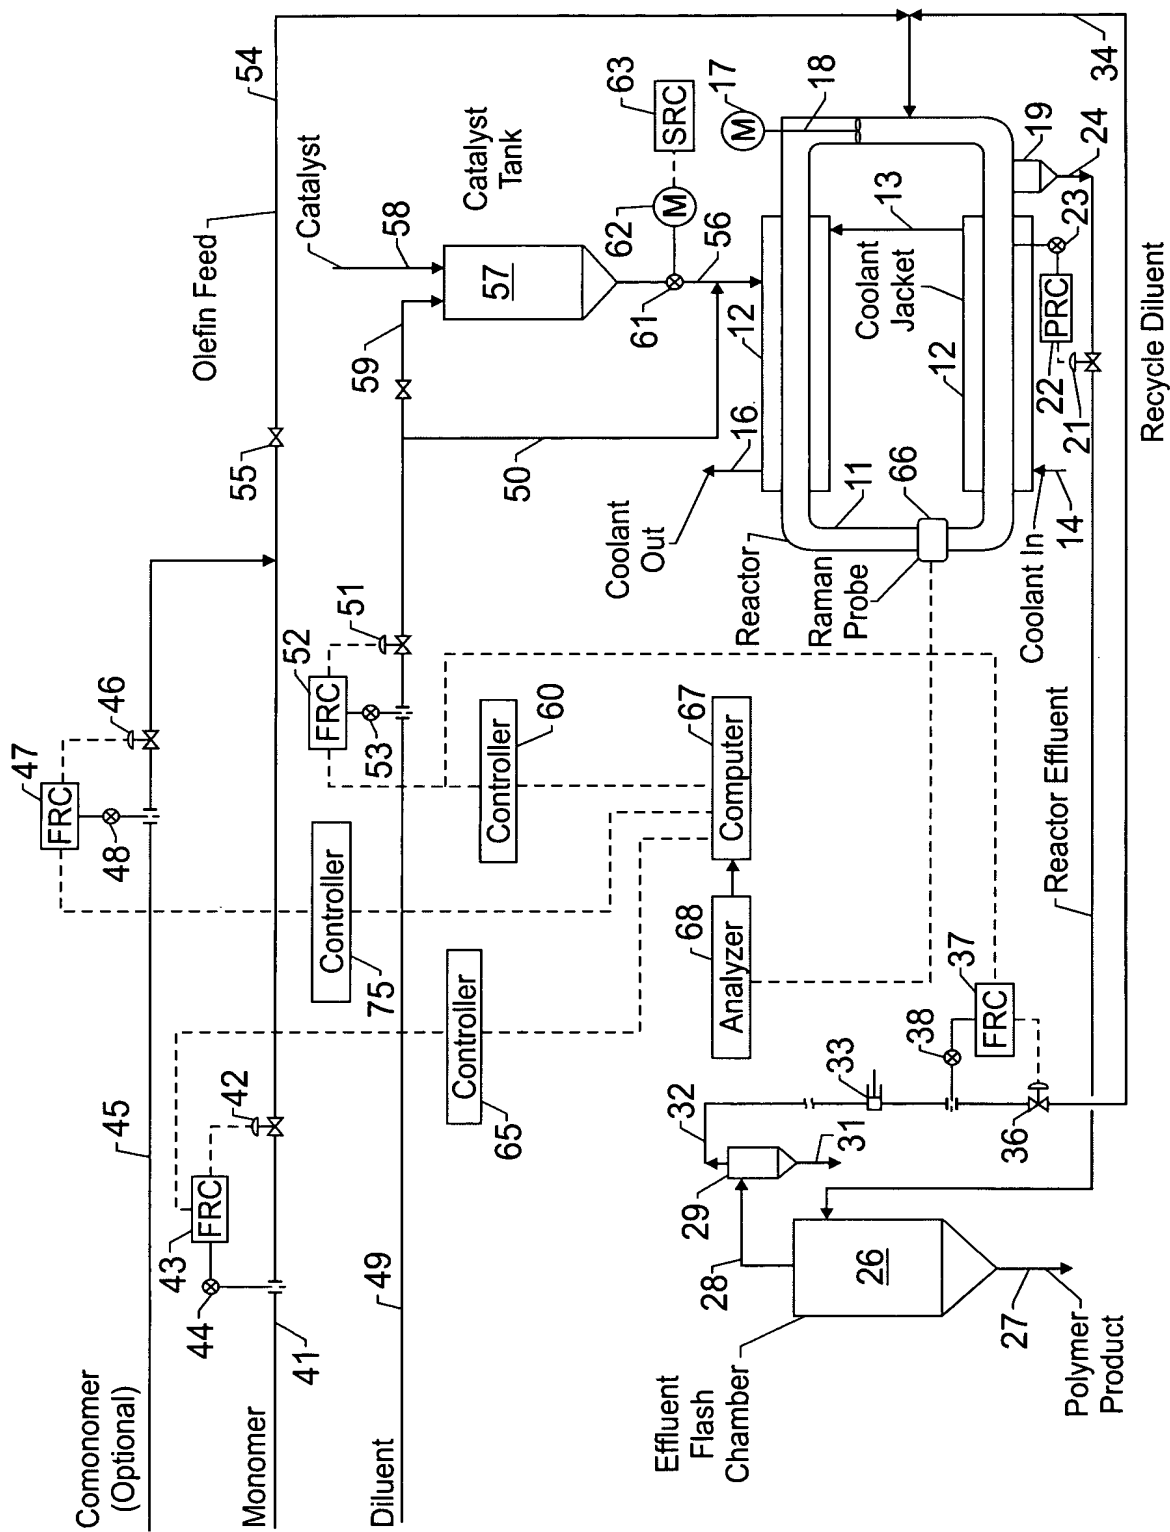 Comonomer
(Optional)
45
48
FRC
47
46
Monomer
41
44
43
FRC
42
55
Olefin Feed
54
Diluent
49
75
Controller
53
FRC
52
51
59
Catalyst
58
65
Controller
Controller
60
50
57
Catalyst
Tank
61
62
M
SRC
63
56
Effluent
Flash
Chamber
28
29
32
31
33
68
Analyzer
Computer
67
Coolant
Out
16
12
M
17
18
26
27
Polymer
Product
38
FRC
37
36
Reactor
Raman
Probe
11
66
12
Coolant
Jacket
13
19
24
34
Reactor Effluent
Coolant In
14
21
22
PRC
23
Recycle Diluent